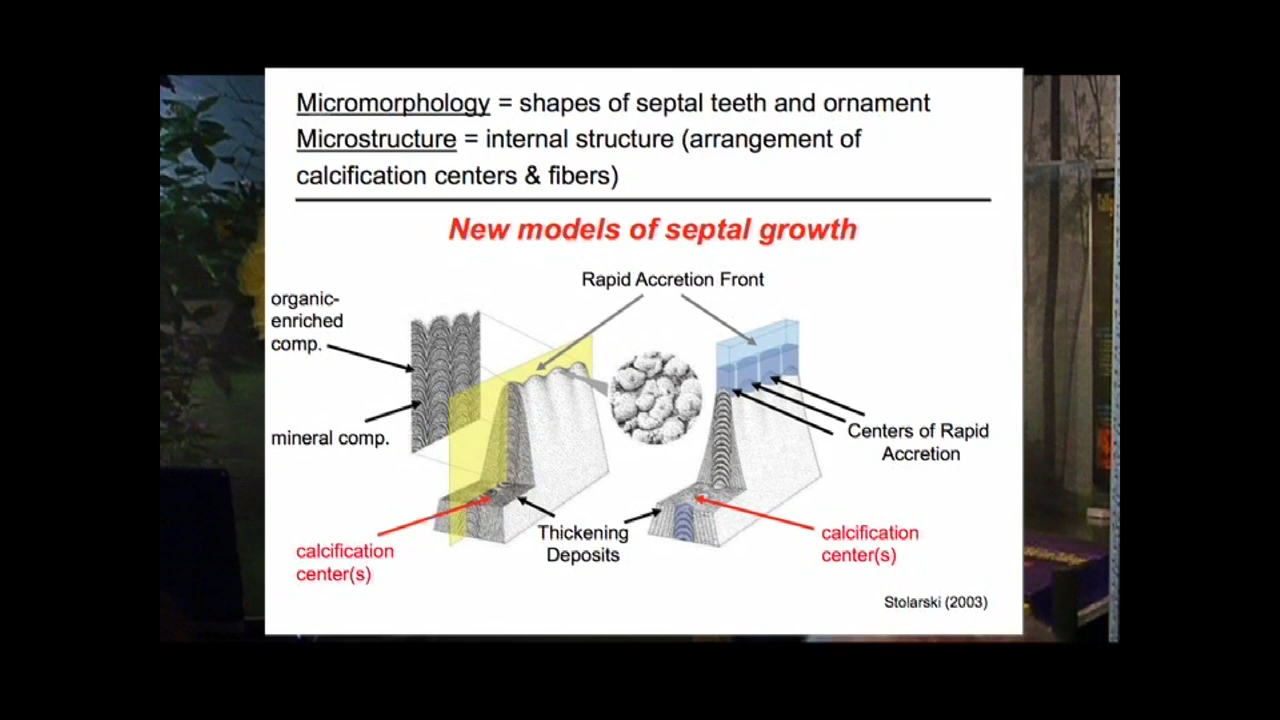 Micromorphology = shapes of septal teeth and ornament
Microstructure = internal structure (arrangement of
calcification centers & fibers)
New models of septal growth
Rapid Accretion Front
organic-
enriched
comp.
mineral comp.
Centers of Rapid
Accretion
Thickening
Deposits
calcification
center(s)
calcification
center(s)
Stolarski (2003)